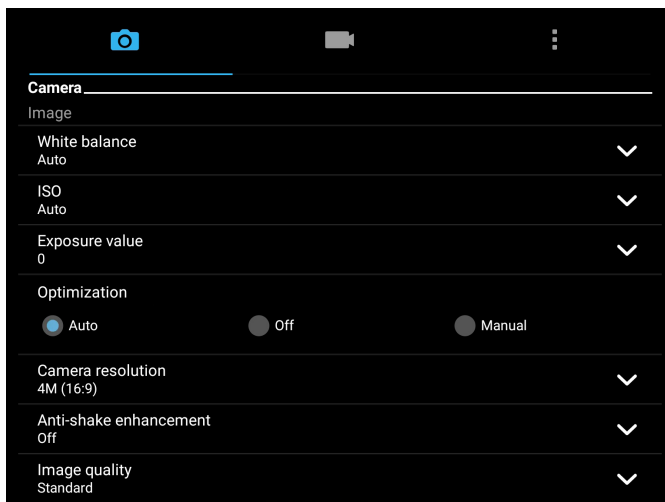 Camera
Image
White balance
Auto
ISO
Auto
Exposure value
0
Optimization
Auto Off Manual
Camera resolution
4M (16:9)
Anti-shake enhancement
Off
Image quality
Standard